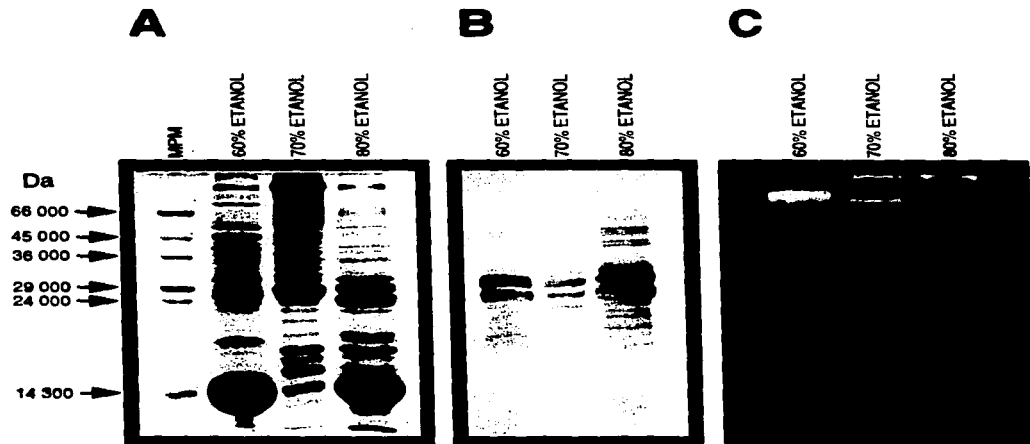 A
B
C
MPM
60% ETANOL
70% ETANOL
80% ETANOL
60% ETANOL
70% ETANOL
80% ETANOL
60% ETANOL
70% ETANOL
80% ETANOL
Da
66 000
45 000
36 000
29 000
24 000
14 300